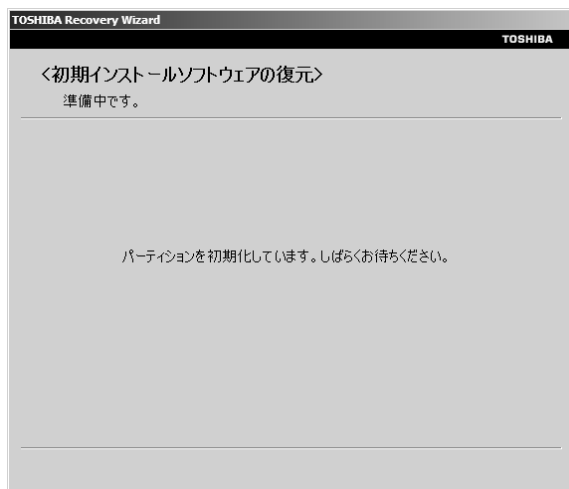 TOSHIBA Recovery Wizard
TOSHIBA
<初期インストールソフトウェアの復元>
準備中です。
パーティションを初期化しています。しばらくお待ちください。